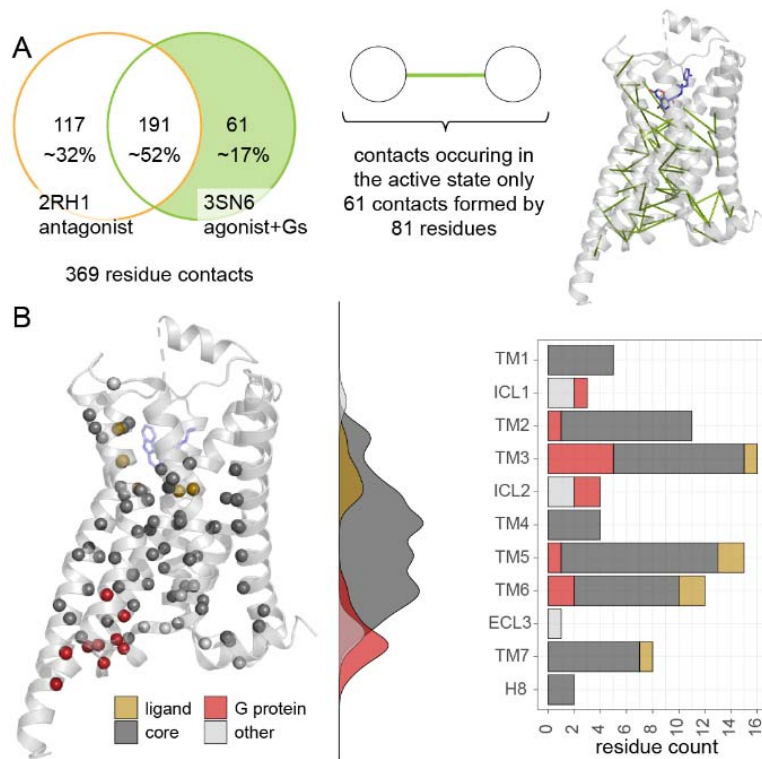 A
117
~32%
191
~52%
61
~17%
2RH1
antagonist
3SN6
agonist+Gs
369 residue contacts
contacts occuring in
the active state only
61 contacts formed by
81 residues
B
ligand
G protein
core
other
TM1
ICL1
TM2
TM3
ICL2
TM4
TM5
TM6
ECL3
TM7
H8
0 2 4 6 8 10 12 14 16
residue count